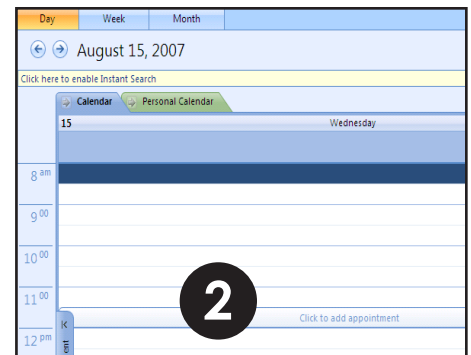 Day Week Month
August 15, 2007
Click here to enable Instant Search
Calendar Personal Calendar
15 Wednesday
8 am
9 00
10 00
11 00
2
Click to add appointment
12 pm